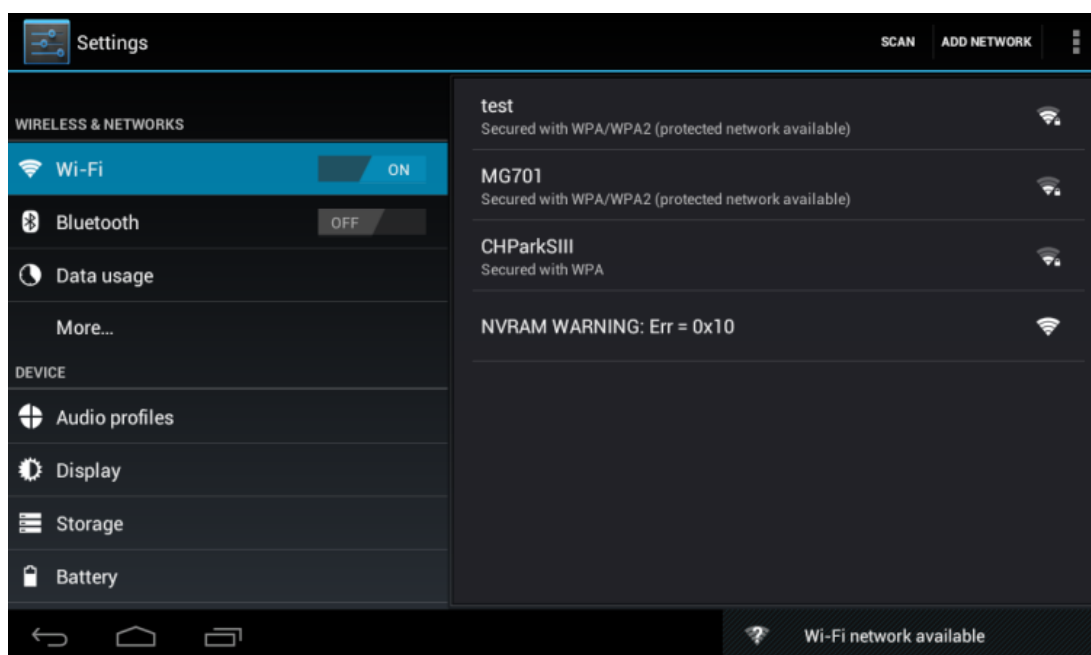 Settings
SCAN ADD NETWORK
WIRELESS & NETWORKS
Wi-Fi ON
Bluetooth OFF
Data usage
More...
DEVICE
Audio profiles
Display
Storage
Battery
test
Secured with WPA/WPA2 (protected network available)
MG701
Secured with WPA/WPA2 (protected network available)
CHParkSIII
Secured with WPA
NVRAM WARNING: Err = 0x10
Wi-Fi network available